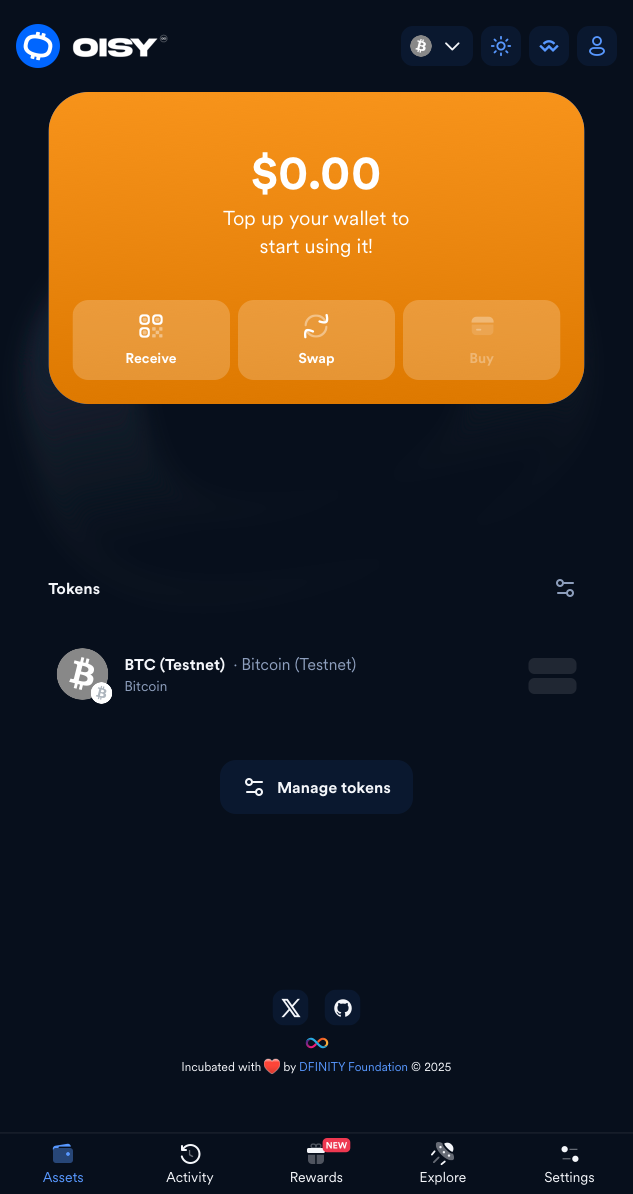 OISY
$0.00
Top up your wallet to
start using it!
Receive
Swap
Buy
Tokens
BTC (Testnet) · Bitcoin (Testnet)
Bitcoin
Manage tokens
Incubated with ❤️ by DFINITY Foundation © 2025
NEW
Assets
Activity
Rewards
Explore
Settings